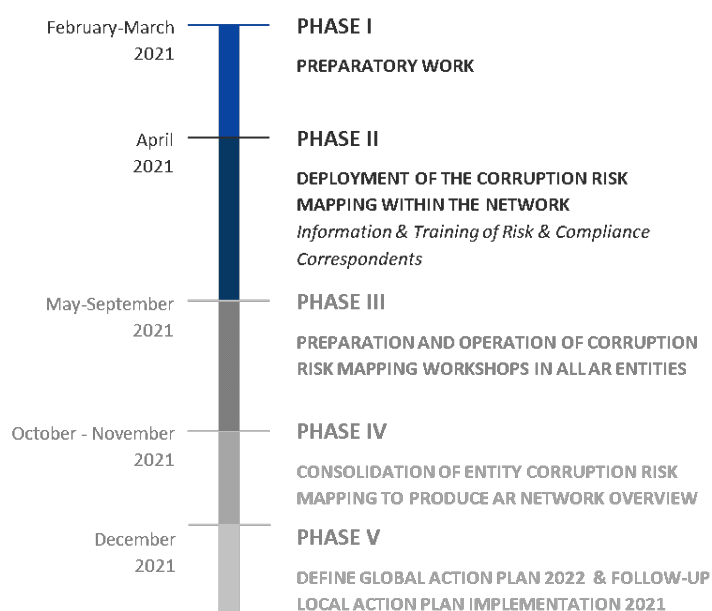 February-March
2021
PHASE I
PREPARATORY WORK
April
2021
PHASE II
DEPLOYMENT OF THE CORRUPTION RISK
MAPPING WITHIN THE NETWORK
Information & Training of Risk & Compliance
Correspondents
May-September
2021
PHASE III
PREPARATION AND OPERATION OF CORRUPTION
RISK MAPPING WORKSHOPS IN ALL AR ENTITIES
October - November
2021
PHASE IV
CONSOLIDATION OF ENTITY CORRUPTION RISK
MAPPING TO PRODUCE AR NETWORK OVERVIEW
December
2021
PHASE V
DEFINE GLOBAL ACTION PLAN 2022 & FOLLOW-UP
LOCAL ACTION PLAN IMPLEMENTATION 2021